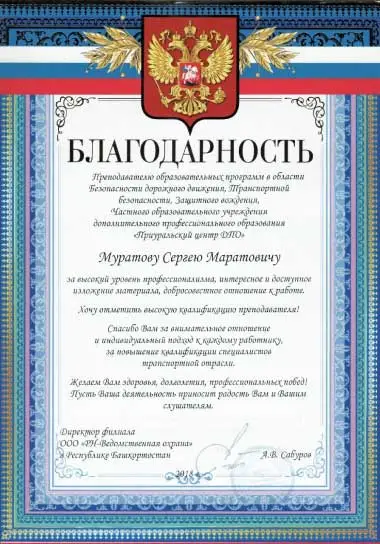 БЛАГОДАРНОСТЬ
Преподавателю образовательных программ в области
Безопасности дорожного движения, Транспортной
безопасности, Защитного вождения,
Частного образовательного учреждения
дополнительного профессионального образования
«Приуральский центр ДПО»
Муратову Сергею Маратовичу
за высокий уровень профессионализма, интересное и доступное
изложение материала, добросовестное отношение к работе.
Хочу отметить высокую квалификацию преподавателя!
Спасибо Вам за внимательное отношение
и индивидуальный подход к каждому работнику,
за повышение квалификации специалистов
транспортной отрасли.
Желаем Вам здоровья, долголетия, профессиональных побед!
Пусть Ваша деятельность приносит радость Вам и Вашим
слушателям.
Директор филиала
ООО «РН-Ведомственная охрана»
в Республике Башкортостан
А.В. Сабуров
2018 г.